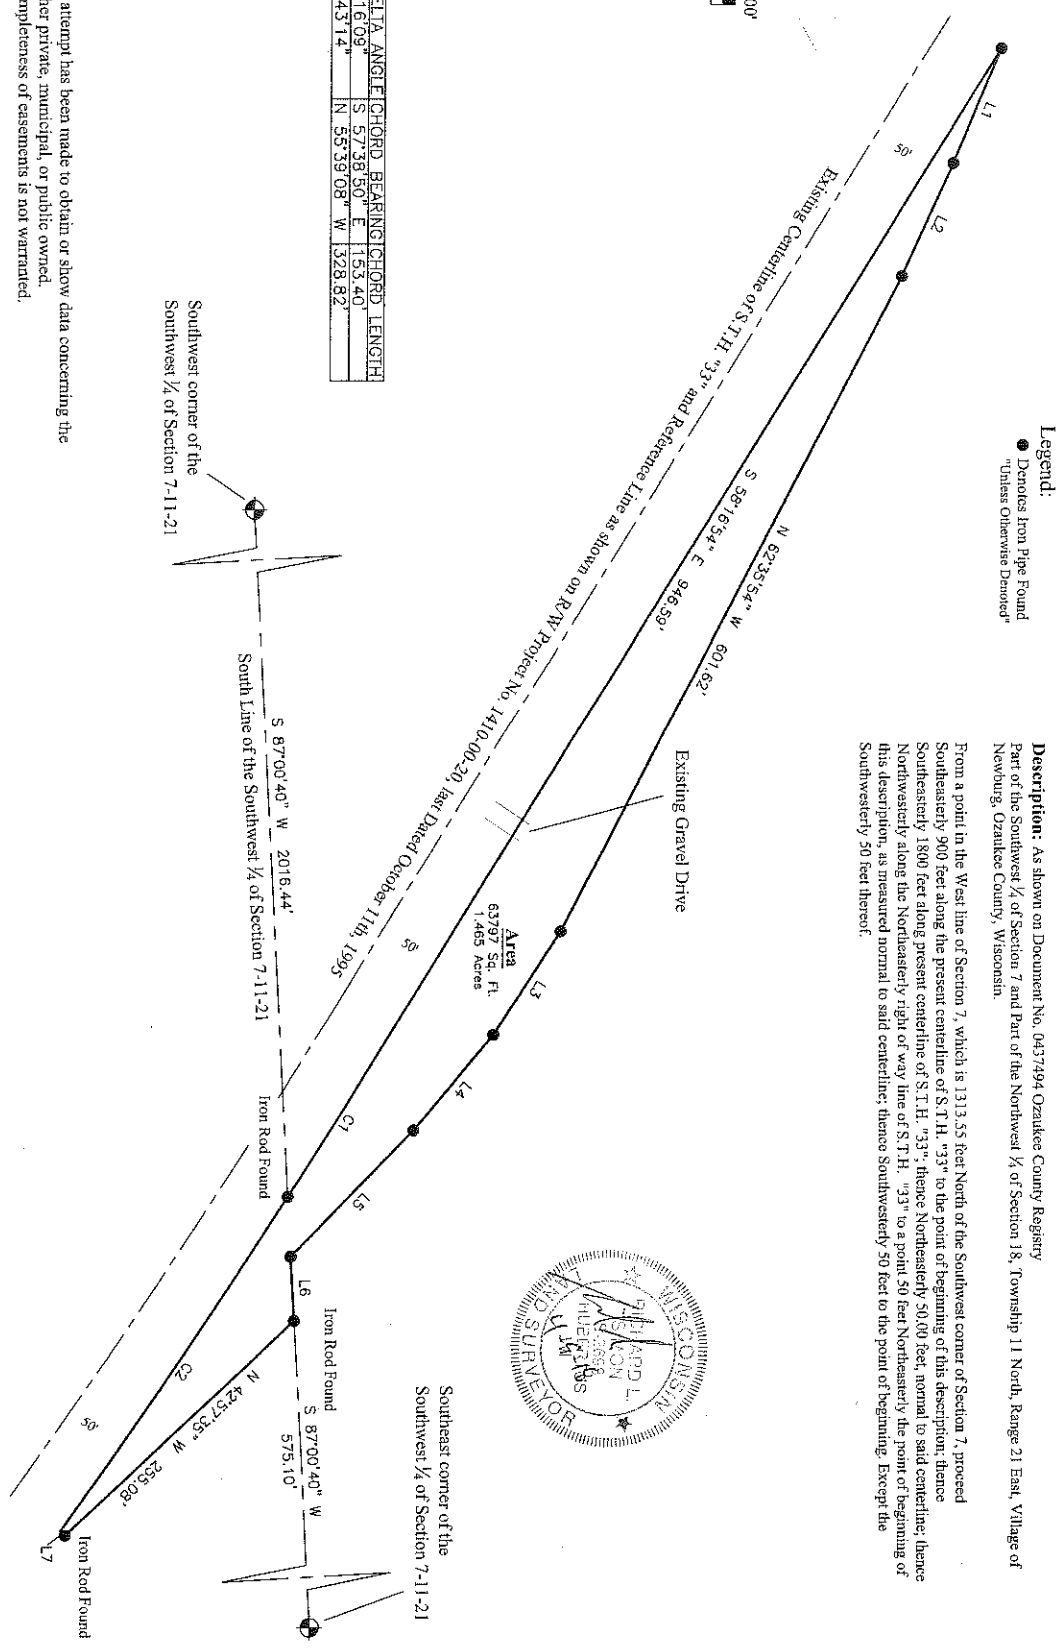 Legend:
Denotes Iron Pipe Found
"Unless Otherwise Denoted"
Description: As shown on Document No. 0437494 Ozaukee County Registry
Part of the Southwest ¼ of Section 7 and Part of the Northwest ¼ of Section 18, Township 11 North, Range 21 East, Village of
Newburg, Ozaukee County, Wisconsin.
From a point in the West line of Section 7, which is 1313.55 feet North of the Southwest corner of Section 7, proceed
Southeasterly 900 feet along the present centerline of S.T.H. "33" to the point of beginning of this description; thence
Southeasterly 1800 feet along present centerline of S.T.H. "33"; thence Northeasterly 50.00 feet, normal to said centerline; thence
Northwesterly along the Northeasterly right of way line of S.T.H. "33" to a point 50 feet Northeasterly the point of beginning of
this description, as measured normal to said centerline; thence Southwesterly 50 feet to the point of beginning. Except the
Southwesterly 50 feet thereof.
00'
L1
L2
50'
Existing Centerline of S.T.H. "33" and Reference Line as shown on R/W Project No. 1410-00-20, last Dated October 11th, 1995
S 58°16'54" E 946.59'
N 62°35'54" W 601.62'
Existing Gravel Drive
Area
63797 Sq. Ft.
1.465 Acres
L3
L4
L5
L6
50'
C1
Iron Rod Found
Iron Rod Found
C2
N 42°57'35" W 255.08'
50'
L7
Iron Rod Found
S 87°00'40" W
575.10'
Southeast corner of the
Southwest ¼ of Section 7-11-21
S 87°00'40" W 2016.44'
South Line of the Southwest ¼ of Section 7-11-21
Southwest corner of the
Southwest ¼ of Section 7-11-21
ELTA ANGLE CHORD BEARING CHORD LENGTH
16'09" S 57°38'50" E 153.40'
43'14" N 55°39'08" W 328.82'
WISCONSIN
RICHARD L.
SIMON
LAND SURVEYOR
attempt has been made to obtain or show data concerning the
her private, municipal, or public owned.
mpleteness of easements is not warranted.